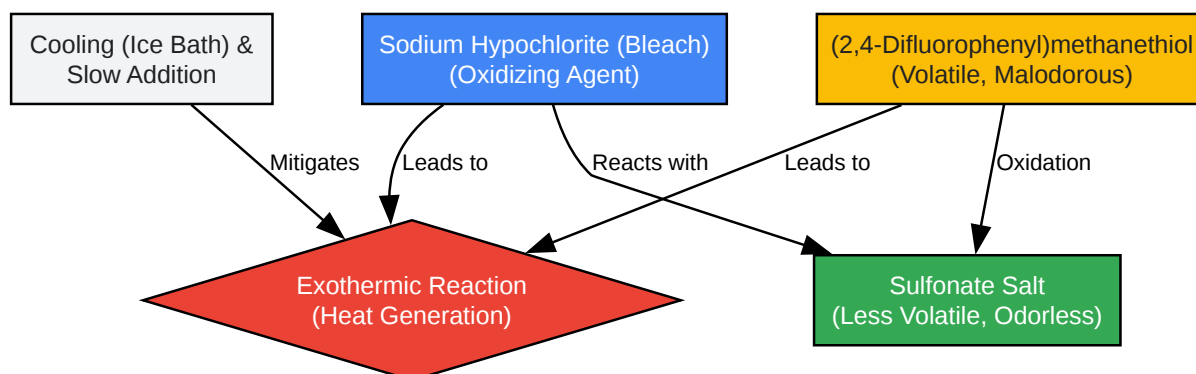 Cooling (Ice Bath) &
Slow Addition
Sodium Hypochlorite (Bleach)
(Oxidizing Agent)
(2,4-Difluorophenyl)methanethiol
(Volatile, Malodorous)
Mitigates
Leads to
Reacts with
Leads to
Oxidation
Exothermic Reaction
(Heat Generation)
Sulfonate Salt
(Less Volatile, Odorless)